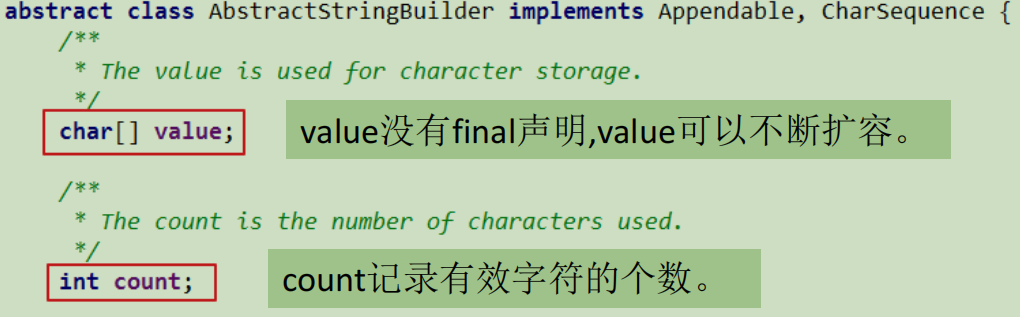 abstract class AbstractStringBuilder implements Appendable, CharSequence {
/**
* The value is used for character storage.
*/
char[] value;
value没有final声明,value可以不断扩容。
/**
* The count is the number of characters used.
*/
int count;
count记录有效字符的个数。